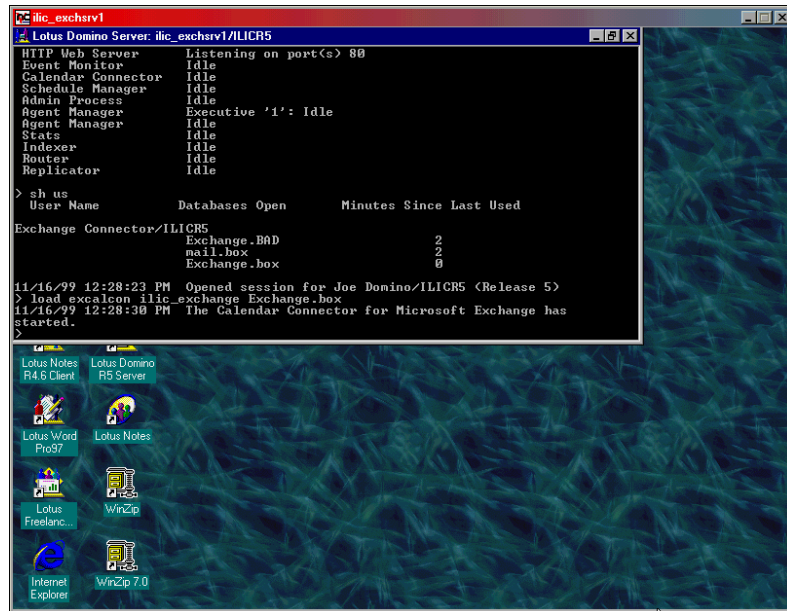 ilic_exchsrv1
Lotus Domino Server: ilic_exchsrv1/ILICR5
HTTP Web Server Listening on port(s) 80
Event Monitor Idle
Calendar Connector Idle
Schedule Manager Idle
Admin Process Idle
Agent Manager Executive '1': Idle
Agent Manager Idle
Stats Idle
Indexer Idle
Router Idle
Replicator Idle
> sh us
User Name Databases Open Minutes Since Last Used
Exchange Connector/ILICR5
Exchange.BAD 2
mail.box 2
Exchange.box 0
11/16/99 12:28:23 PM Opened session for Joe Domino/ILICR5 (Release 5)
> load excalcon ilic_exchange Exchange.box
11/16/99 12:28:30 PM The Calendar Connector for Microsoft Exchange has
started.
>
Lotus Notes R4.6 Client
Lotus Domino R5 Server
Lotus Word Pro97
Lotus Notes
Lotus Freelanc...
WinZip
Internet Explorer
WinZip 7.0